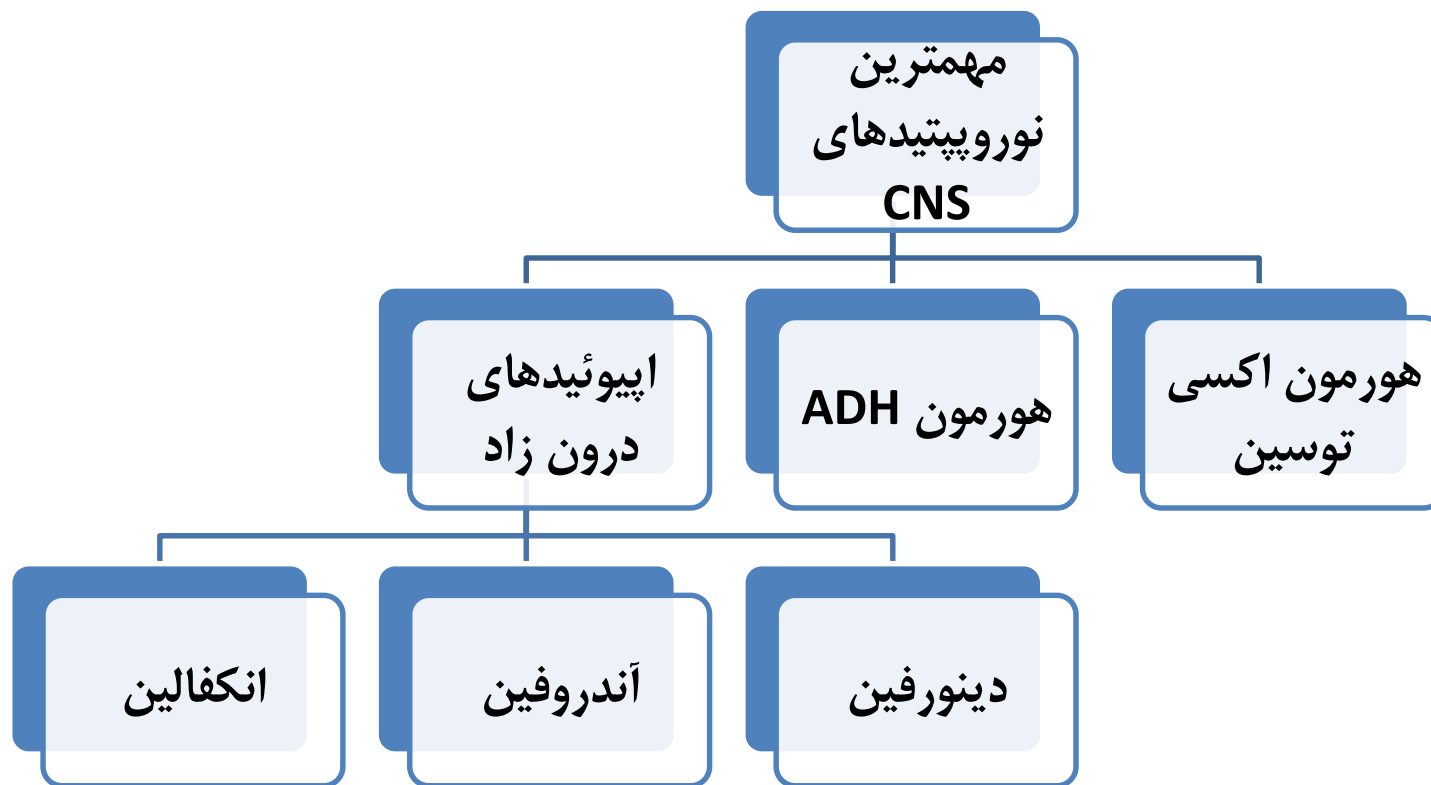 مهمترین
نوروپپتیدهای
CNS
هورمون اکسی
توسین
هورمون ADH
اپیوئیدهای
درون زاد
دینورفین
آندروفین
انکفالین